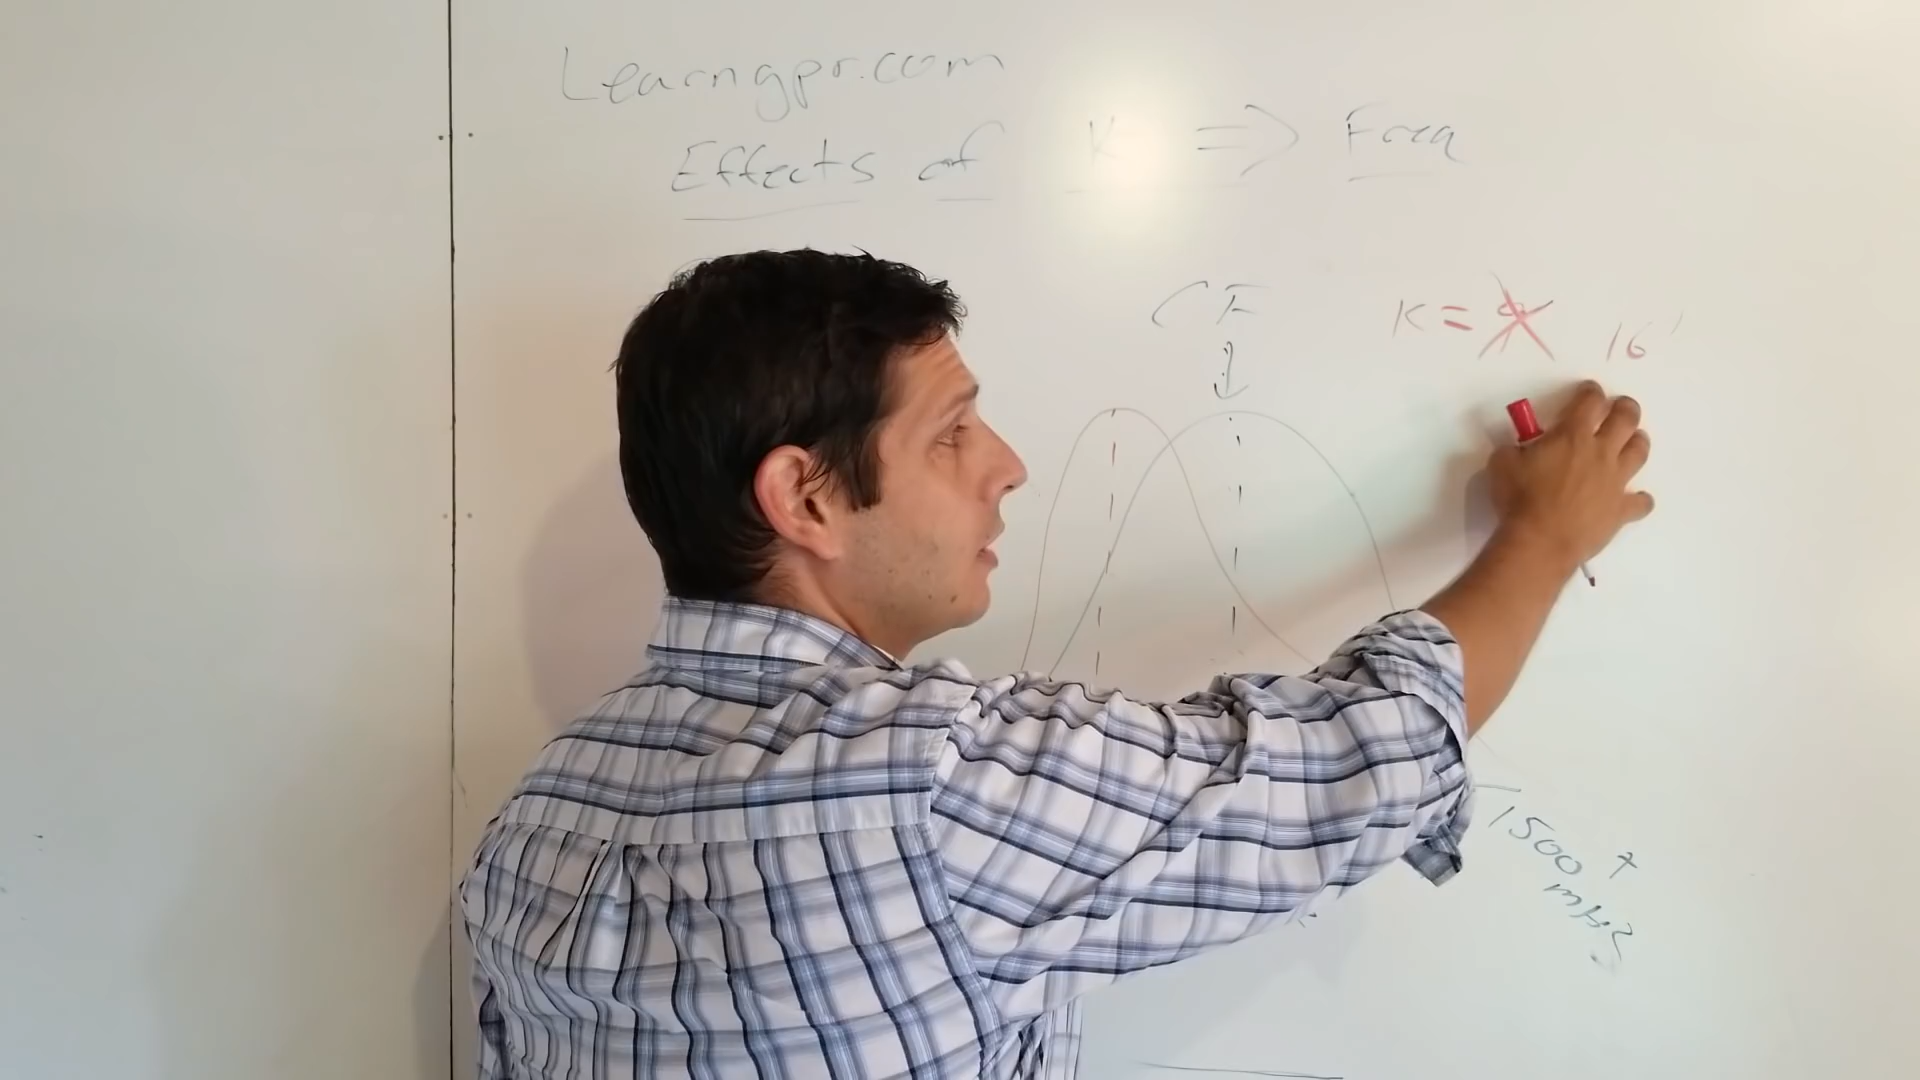 Learngpr.com
Effects of K => Freq
CF
K = 16
1500 MHz